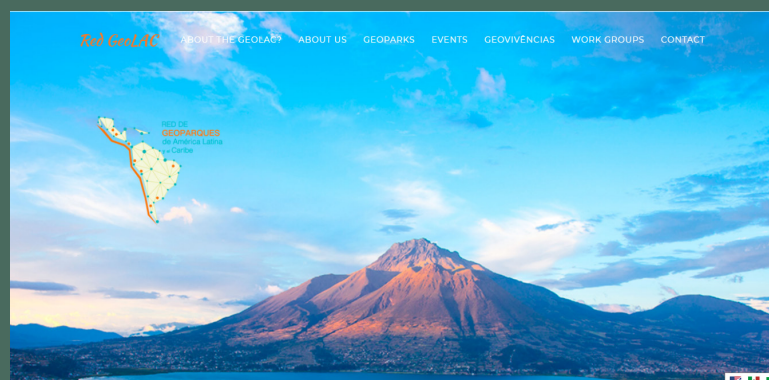 Red GeoLAC
ABOUT THE GEOLAC?
ABOUT US
GEOPARKS
EVENTS
GEOVIVÊNCIAS
WORK GROUPS
CONTACT
RED DE
GEOPARQUES
de América Latina
y el Caribe